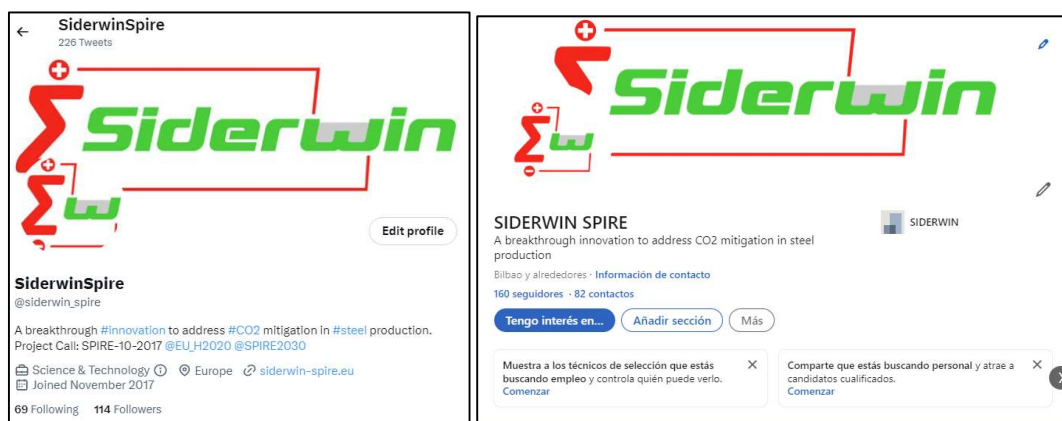 SiderwinSpire
226 Tweets
Siderwin
w
Edit profile
SiderwinSpire
@siderwin_spire
A breakthrough #innovation to address #CO2 mitigation in #steel production.
Project Call: SPIRE-10-2017 @EU_H2020 @SPIRE2030
Science & Technology Europe siderwin-spire.eu
Joined November 2017
69 Following 114 Followers
Siderwin
w
SIDERWIN SPIRE
SIDERWIN
A breakthrough innovation to address CO2 mitigation in steel
production
Bilbao y alrededores · Información de contacto
160 seguidores · 82 contactos
Tengo interés en...
Añadir sección
Más
Muestra a los técnicos de selección que estás
buscando empleo y controla quién puede verlo.
Comenzar
Comparte que estás buscando personal y atrae a
candidatos cualificados.
Comenzar